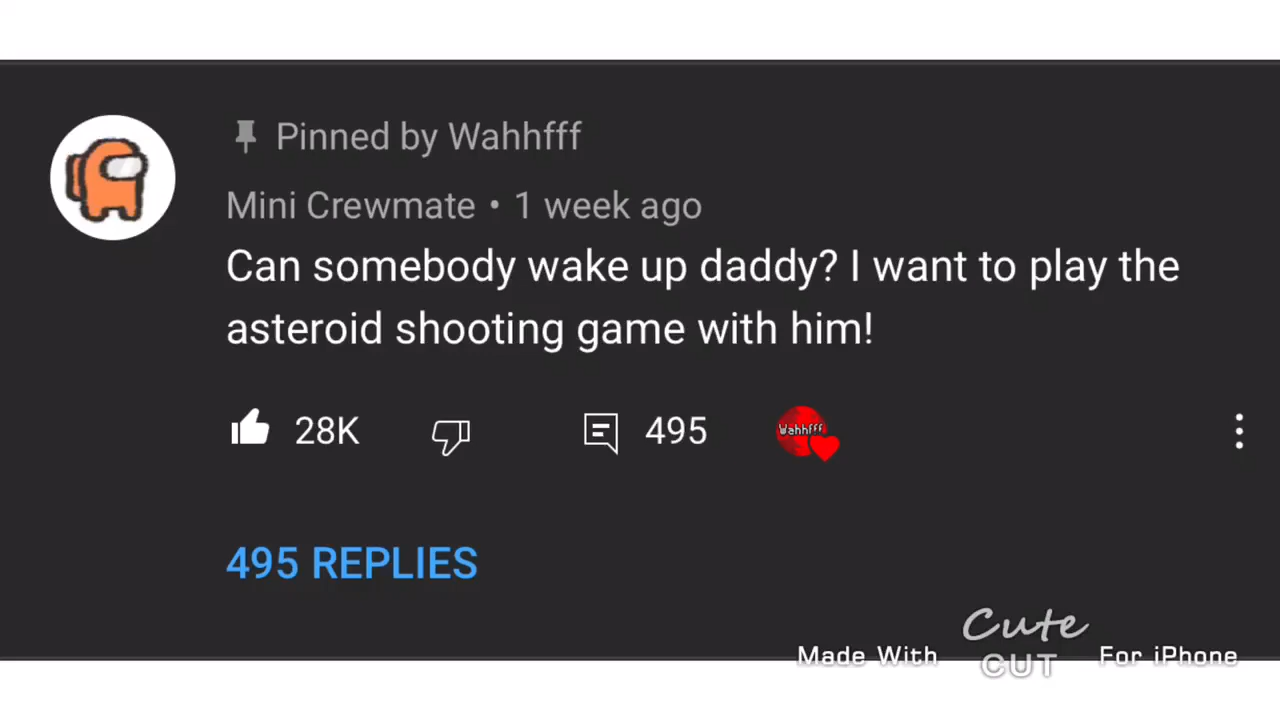 Pinned by Wahhfff
Mini Crewmate • 1 week ago
Can somebody wake up daddy? I want to play the
asteroid shooting game with him!
28K 495 Wahhfff
495 REPLIES
Made With Cute CUT For iPhone